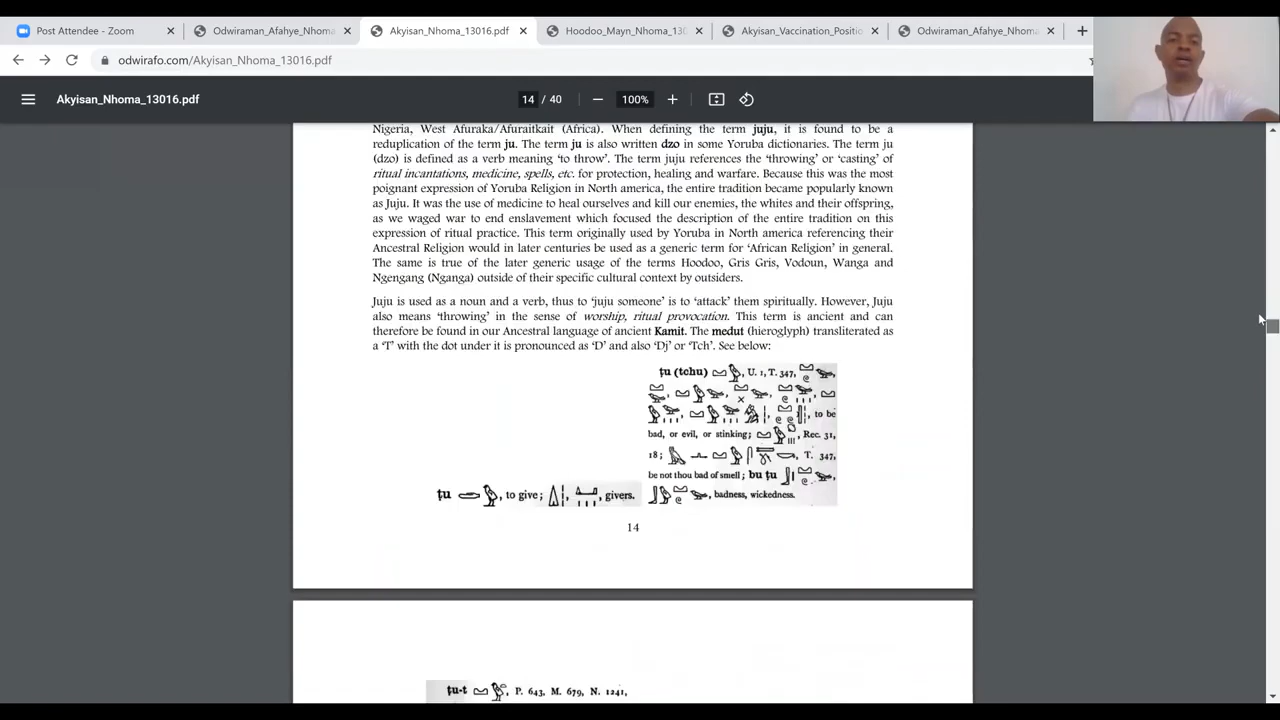 Post Attendee - Zoom
Odwiraman_Afahye_Nhoma
Akyisan_Nhoma_13016.pdf
Hoodoo_Mayn_Nhoma_130
Akyisan_Vaccination_Positio
Odwiraman_Afahye_Nhoma
odwirafo.com/Akyisan_Nhoma_13016.pdf
Akyisan_Nhoma_13016.pdf
14 / 40
100%
Nigeria, West Afuraka/Afuraitkait (Africa). When defining the term juju, it is found to be a
reduplication of the term ju. The term ju is also written dzo in some Yoruba dictionaries. The term ju
(dzo) is defined as a verb meaning ‘to throw’. The term juju references the ‘throwing’ or ‘casting’ of
ritual incantations, medicine, spells, etc. for protection, healing and warfare. Because this was the most
poignant expression of Yoruba Religion in North america, the entire tradition became popularly known
as Juju. It was the use of medicine to heal ourselves and kill our enemies, the whites and their offspring,
as we waged war to end enslavement which focused the description of the entire tradition on this
expression of ritual practice. This term originally used by Yoruba in North america referencing their
Ancestral Religion would in later centuries be used as a generic term for ‘African Religion’ in general.
The same is true of the later generic usage of the terms Hoodoo, Gris Gris, Vodoun, Wanga and
Ngengang (Nganga) outside of their specific cultural context by outsiders.
Juju is used as a noun and a verb, thus to ‘juju someone’ is to ‘attack’ them spiritually. However, Juju
also means ‘throwing’ in the sense of worship, ritual provocation. This term is ancient and can
therefore be found in our Ancestral language of ancient Kamit. The medut (hieroglyph) transliterated as
a ‘T’ with the dot under it is pronounced as ‘D’ and also ‘Dj’ or ‘Tch’. See below:
ṭu (tchu) , U. 1, T. 347,
to be
bad, or evil, or stinking; , Rec. 31,
18; , T. 347,
be not thou bad of smell; bu ṭu
, badness, wickedness.
ṭu , to give; , givers.
14
ṭu-t , P. 643, M. 679, N. 1241,